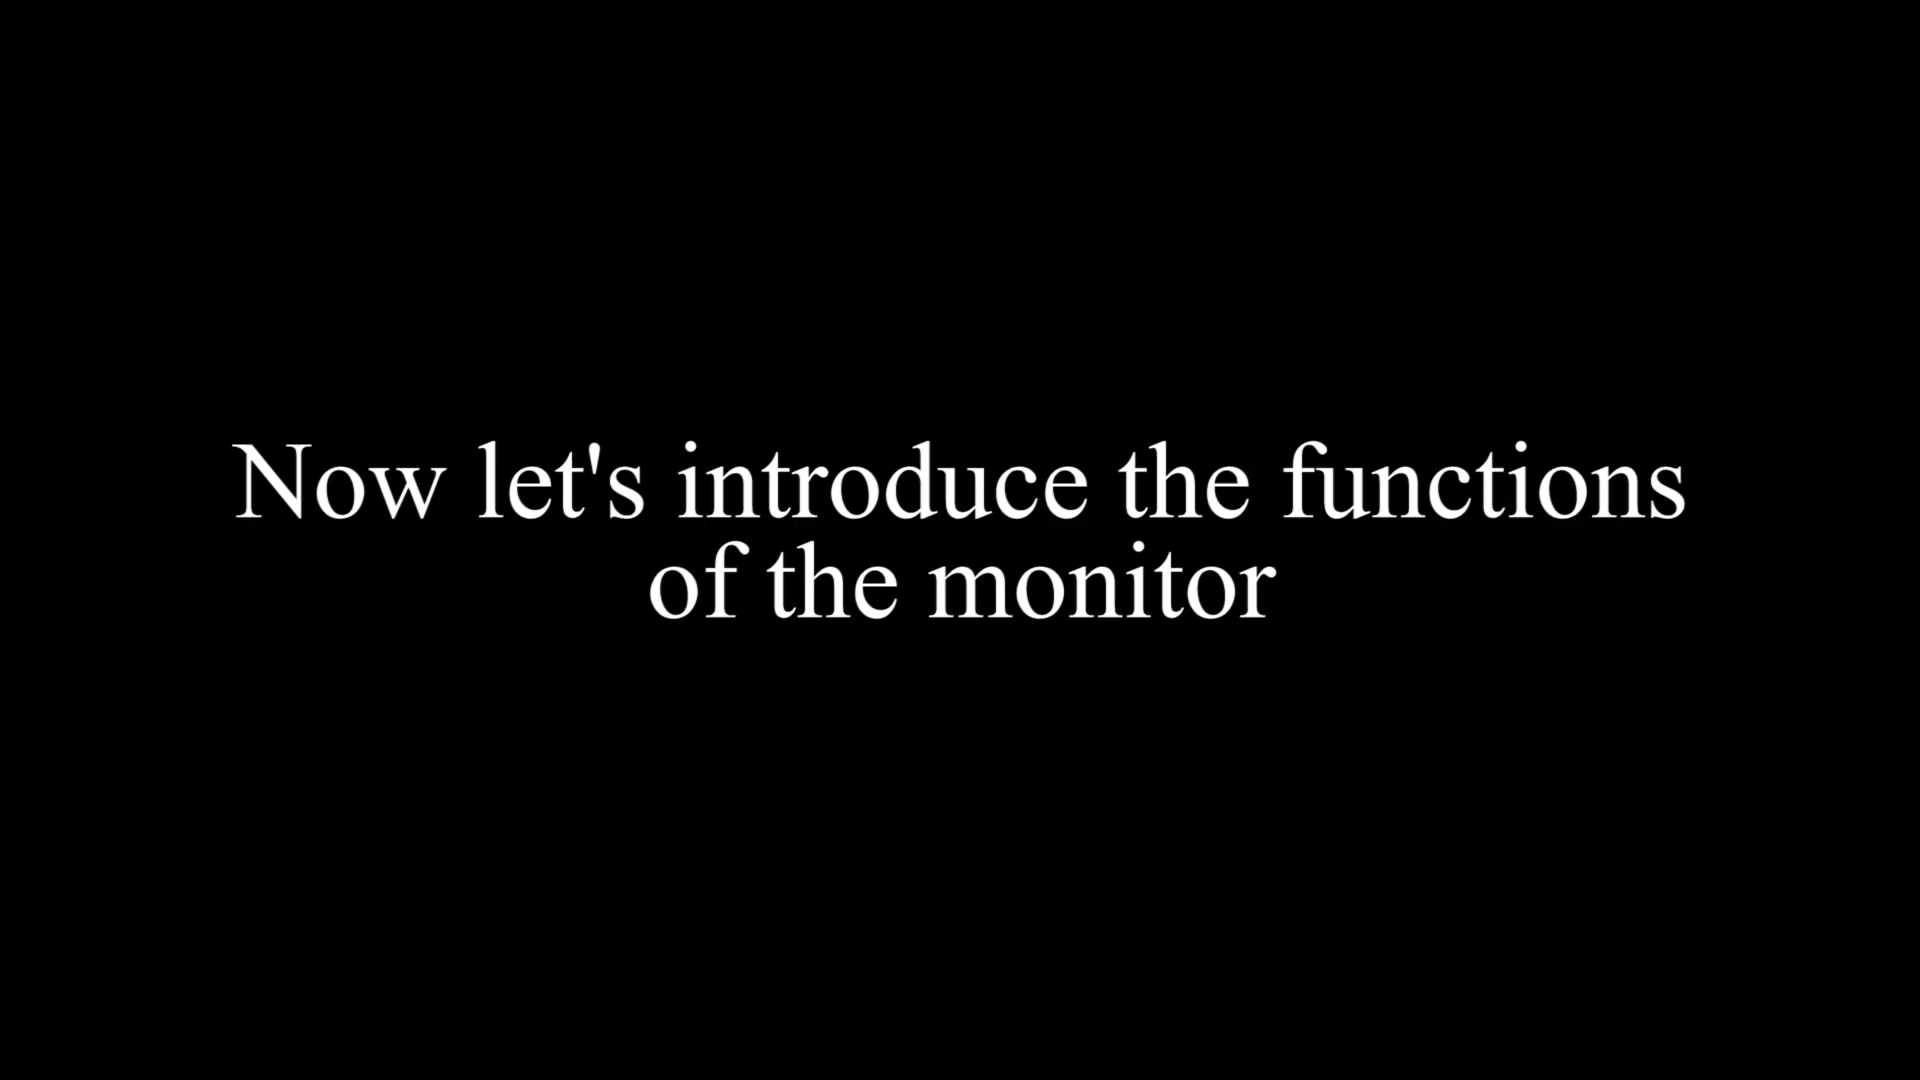 Now let's introduce the functions
of the monitor